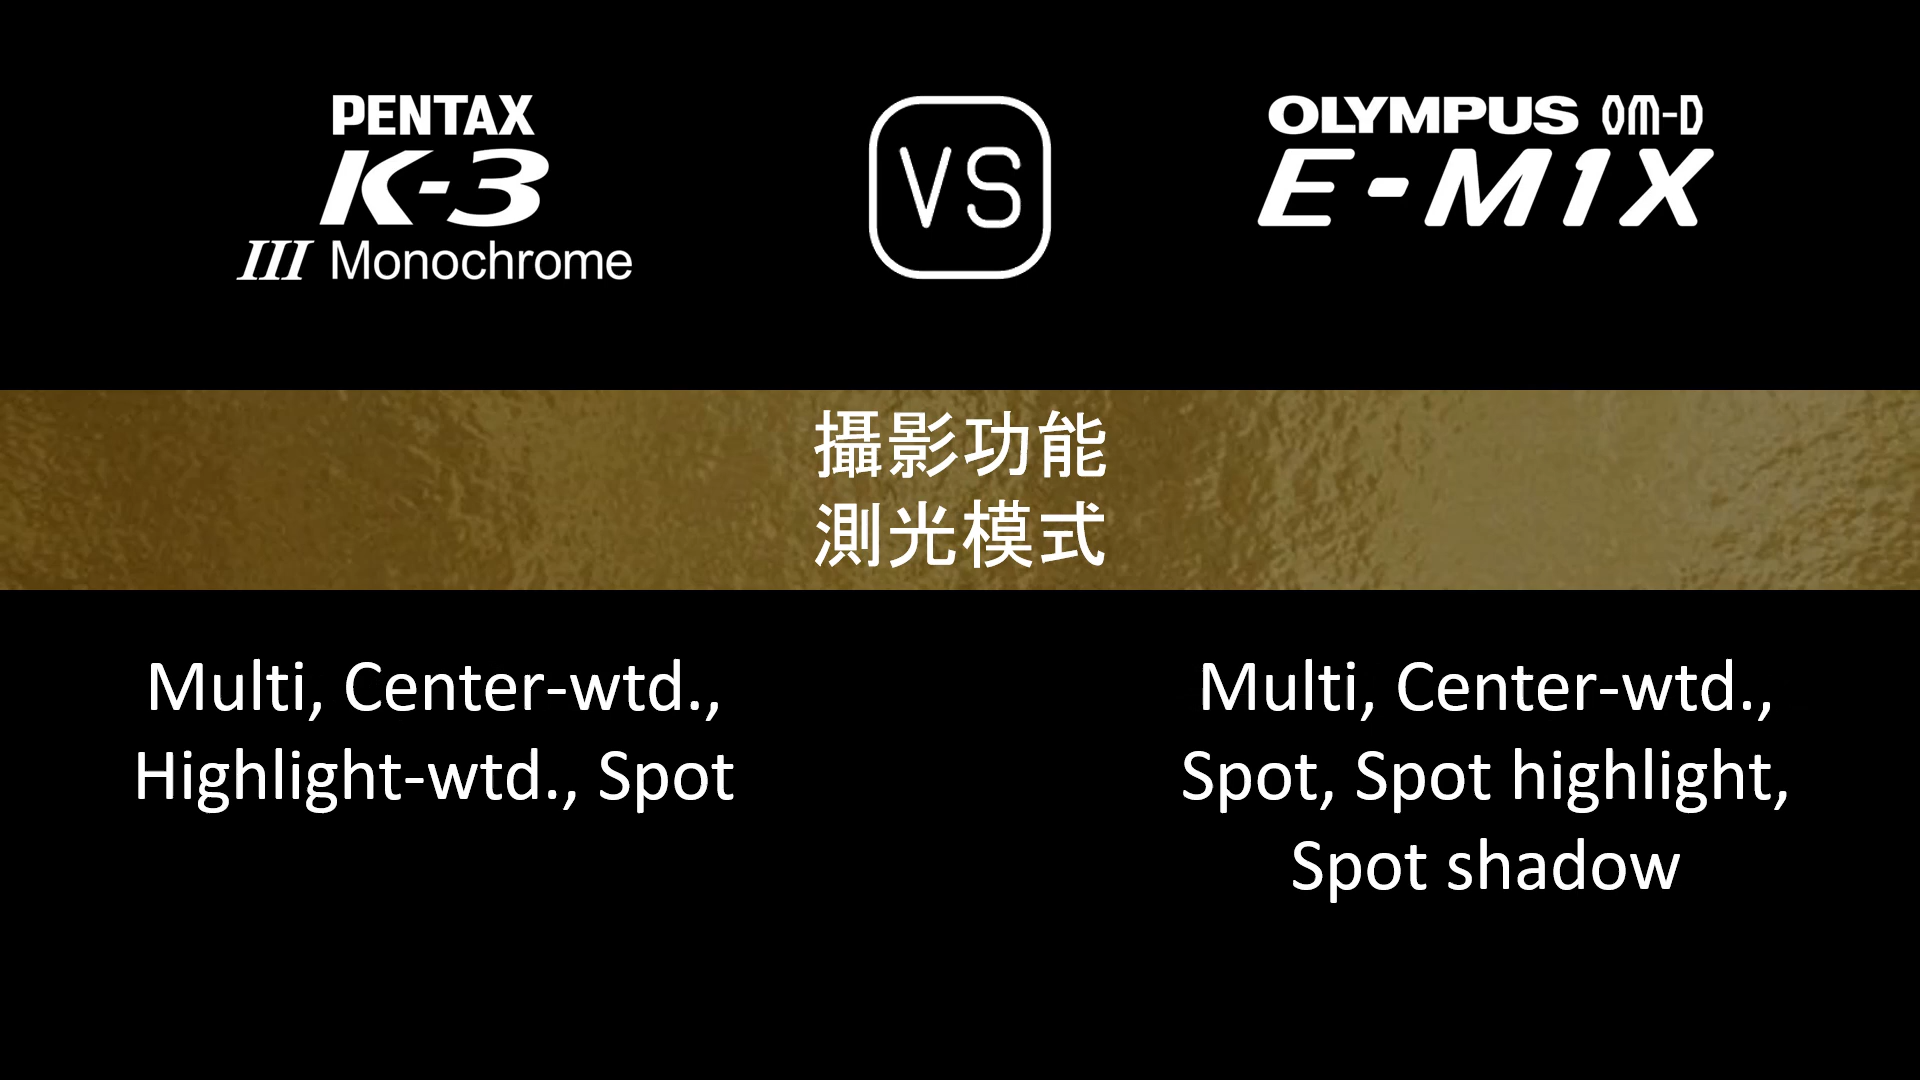 PENTAX
K-3
III Monochrome
VS
OLYMPUS OM-D
E-M1X
攝影功能
測光模式
Multi, Center-wtd.,
Highlight-wtd., Spot
Multi, Center-wtd.,
Spot, Spot highlight,
Spot shadow